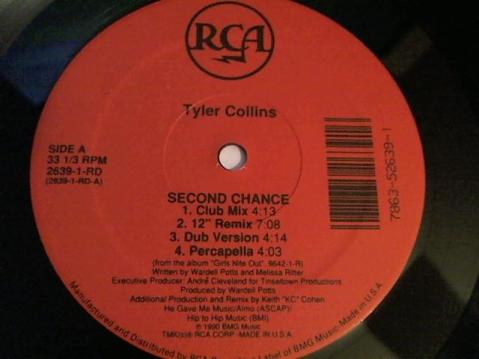 RCA
Tyler Collins
SIDE A
33 1/3 RPM
2639-1-RD
(2639-1-RD-A)
7863-52639-1
SECOND CHANCE
1. Club Mix 4:13
2. 12" Remix 7:08
3. Dub Version 4:14
4. Percapella 4:03
(from the album "Girls Nite Out", 9642-1-R)
Written by Wardell Potts and Melissa Ritter
Executive Producer: André Cleveland for Tinseltown Productions
Produced by Wardell Potts
Additional Production and Remix by Keith "KC" Cohen
He Gave Me Music/Almo (ASCAP)/
Hip to Hip Music (BMI)
℗ 1990 BMG Music
TMK(s)® RCA CORP -MADE IN U.S.A.
Manufactured and Distributed by RCA Label of BMG Music. Made in U.S.A